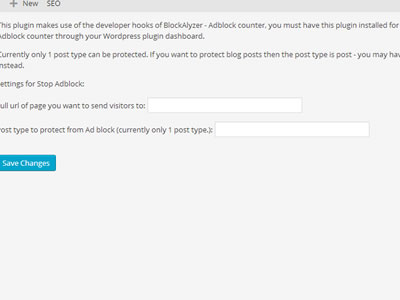 New SEO
This plugin makes use of the developer hooks of BlockAlyzer - Adblock counter, you must have this plugin installed for
Adblock counter through your Wordpress plugin dashboard.
Currently only 1 post type can be protected. If you want to protect blog posts then the post type is post - you may have
instead.
ettings for Stop Adblock:
ull url of page you want to send visitors to:
ost type to protect from Ad block (currently only 1 post type.):
Save Changes